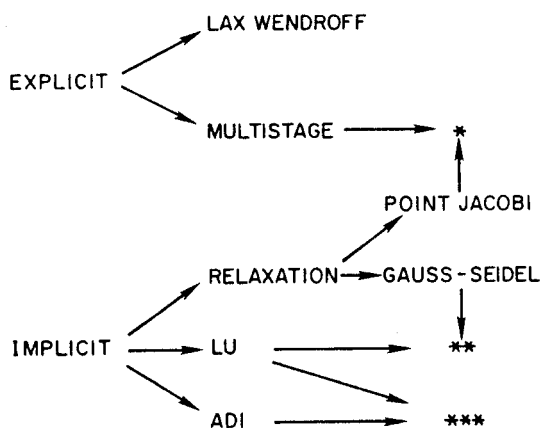 LAX WENDROFF
EXPLICIT
MULTISTAGE *
POINT JACOBI
RELAXATION GAUSS-SEIDEL
IMPLICIT LU **
ADI ***